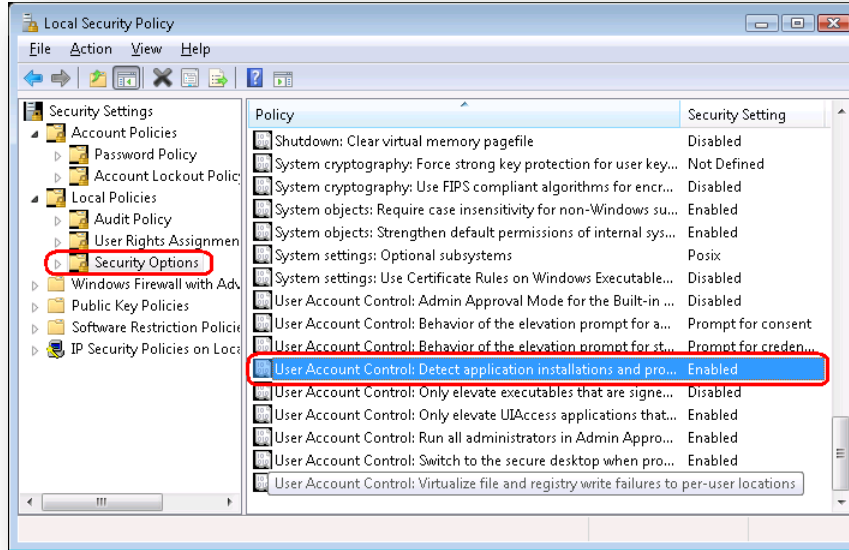 Local Security Policy
File Action View Help
Security Settings
Account Policies
Password Policy
Account Lockout Polic
Local Policies
Audit Policy
User Rights Assignmen
Security Options
Windows Firewall with Adv
Public Key Policies
Software Restriction Policie
IP Security Policies on Loca
Policy Security Setting
Shutdown: Clear virtual memory pagefile Disabled
System cryptography: Force strong key protection for user key... Not Defined
System cryptography: Use FIPS compliant algorithms for encr... Disabled
System objects: Require case insensitivity for non-Windows su... Enabled
System objects: Strengthen default permissions of internal sys... Enabled
System settings: Optional subsystems Posix
System settings: Use Certificate Rules on Windows Executable... Disabled
User Account Control: Admin Approval Mode for the Built-in ... Disabled
User Account Control: Behavior of the elevation prompt for a... Prompt for consent
User Account Control: Behavior of the elevation prompt for st... Prompt for creden...
User Account Control: Detect application installations and pro... Enabled
User Account Control: Only elevate executables that are signe... Disabled
User Account Control: Only elevate UIAccess applications that... Enabled
User Account Control: Run all administrators in Admin Appro... Enabled
User Account Control: Switch to the secure desktop when pro... Enabled
User Account Control: Virtualize file and registry write failures to per-user locations